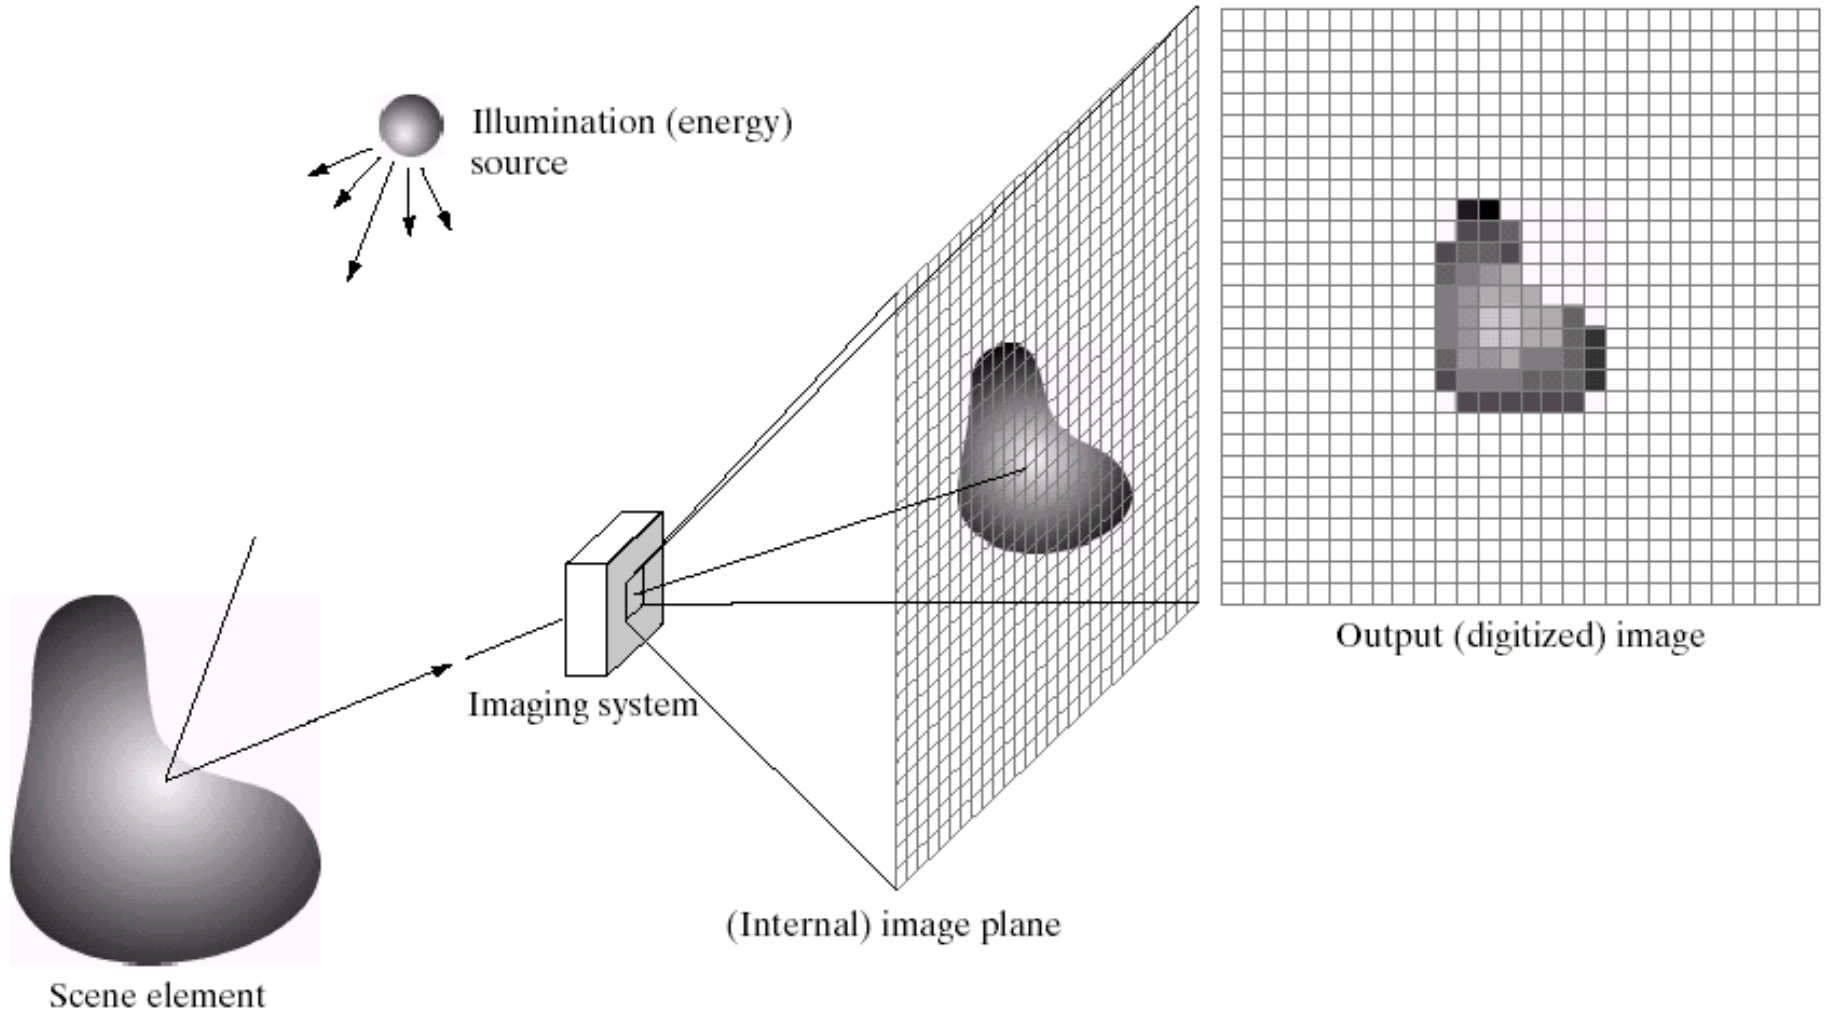 Illumination (energy)
source
Output (digitized) image
Imaging system
(Internal) image plane
Scene element